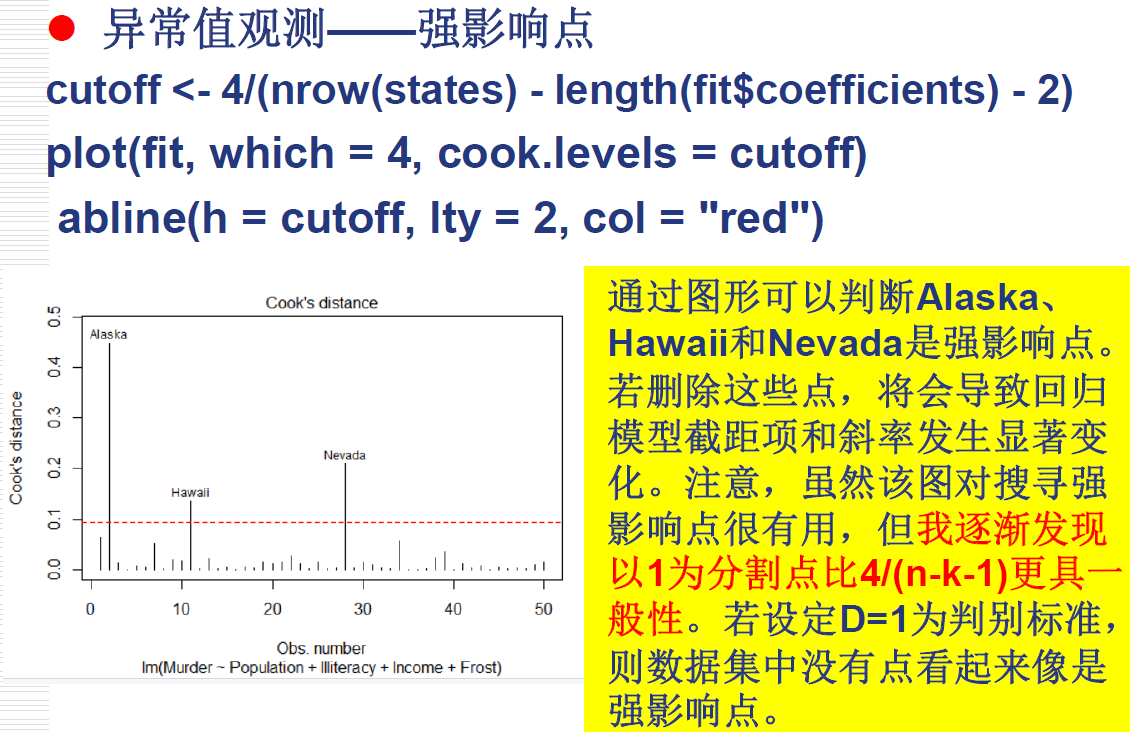 异常值观测——强影响点
cutoff <- 4/(nrow(states) - length(fit$coefficients) - 2)
plot(fit, which = 4, cook.levels = cutoff)
abline(h = cutoff, lty = 2, col = "red")
Cook's distance
Cook's distance
0.5
0.4
0.3
0.2
0.1
0.0
Alaska
Hawaii
Nevada
0 10 20 30 40 50
Obs. number
lm(Murder ~ Population + Illiteracy + Income + Frost)
通过图形可以判断Alaska、
Hawaii和Nevada是强影响点。
若删除这些点，将会导致回归
模型截距项和斜率发生显著变
化。注意，虽然该图对搜寻强
影响点很有用，但我逐渐发现
以1为分割点比4/(n-k-1)更具一
般性。若设定D=1为判别标准，
则数据集中没有点看起来像是
强影响点。